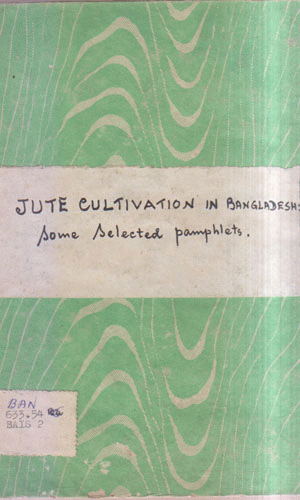 JUTE CULTIVATION IN BANGLADESH:
Some Selected pamphlets.
BAN
633.54
BAIS 2